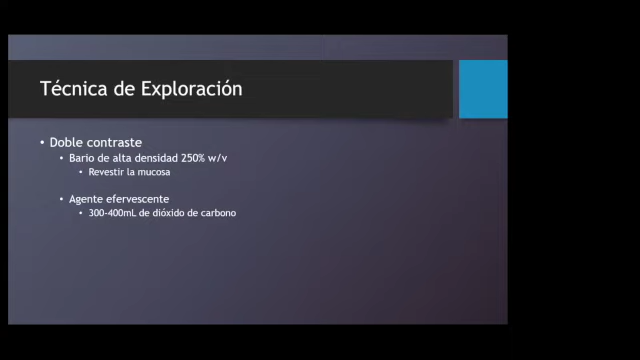 Técnica de Exploración
• Doble contraste
• Bario de alta densidad 250% w/v
• Revestir la mucosa
• Agente efervescente
• 300-400mL de dióxido de carbono